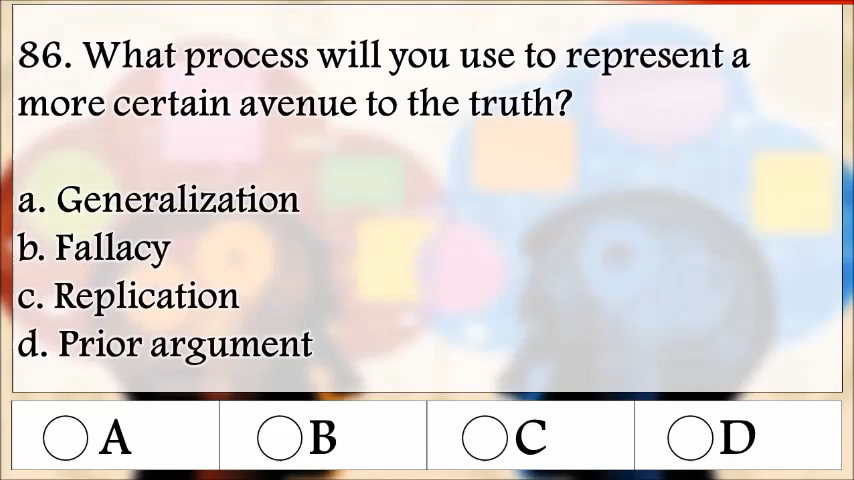 86. What process will you use to represent a
more certain avenue to the truth?
a. Generalization
b. Fallacy
c. Replication
d. Prior argument
A B C D